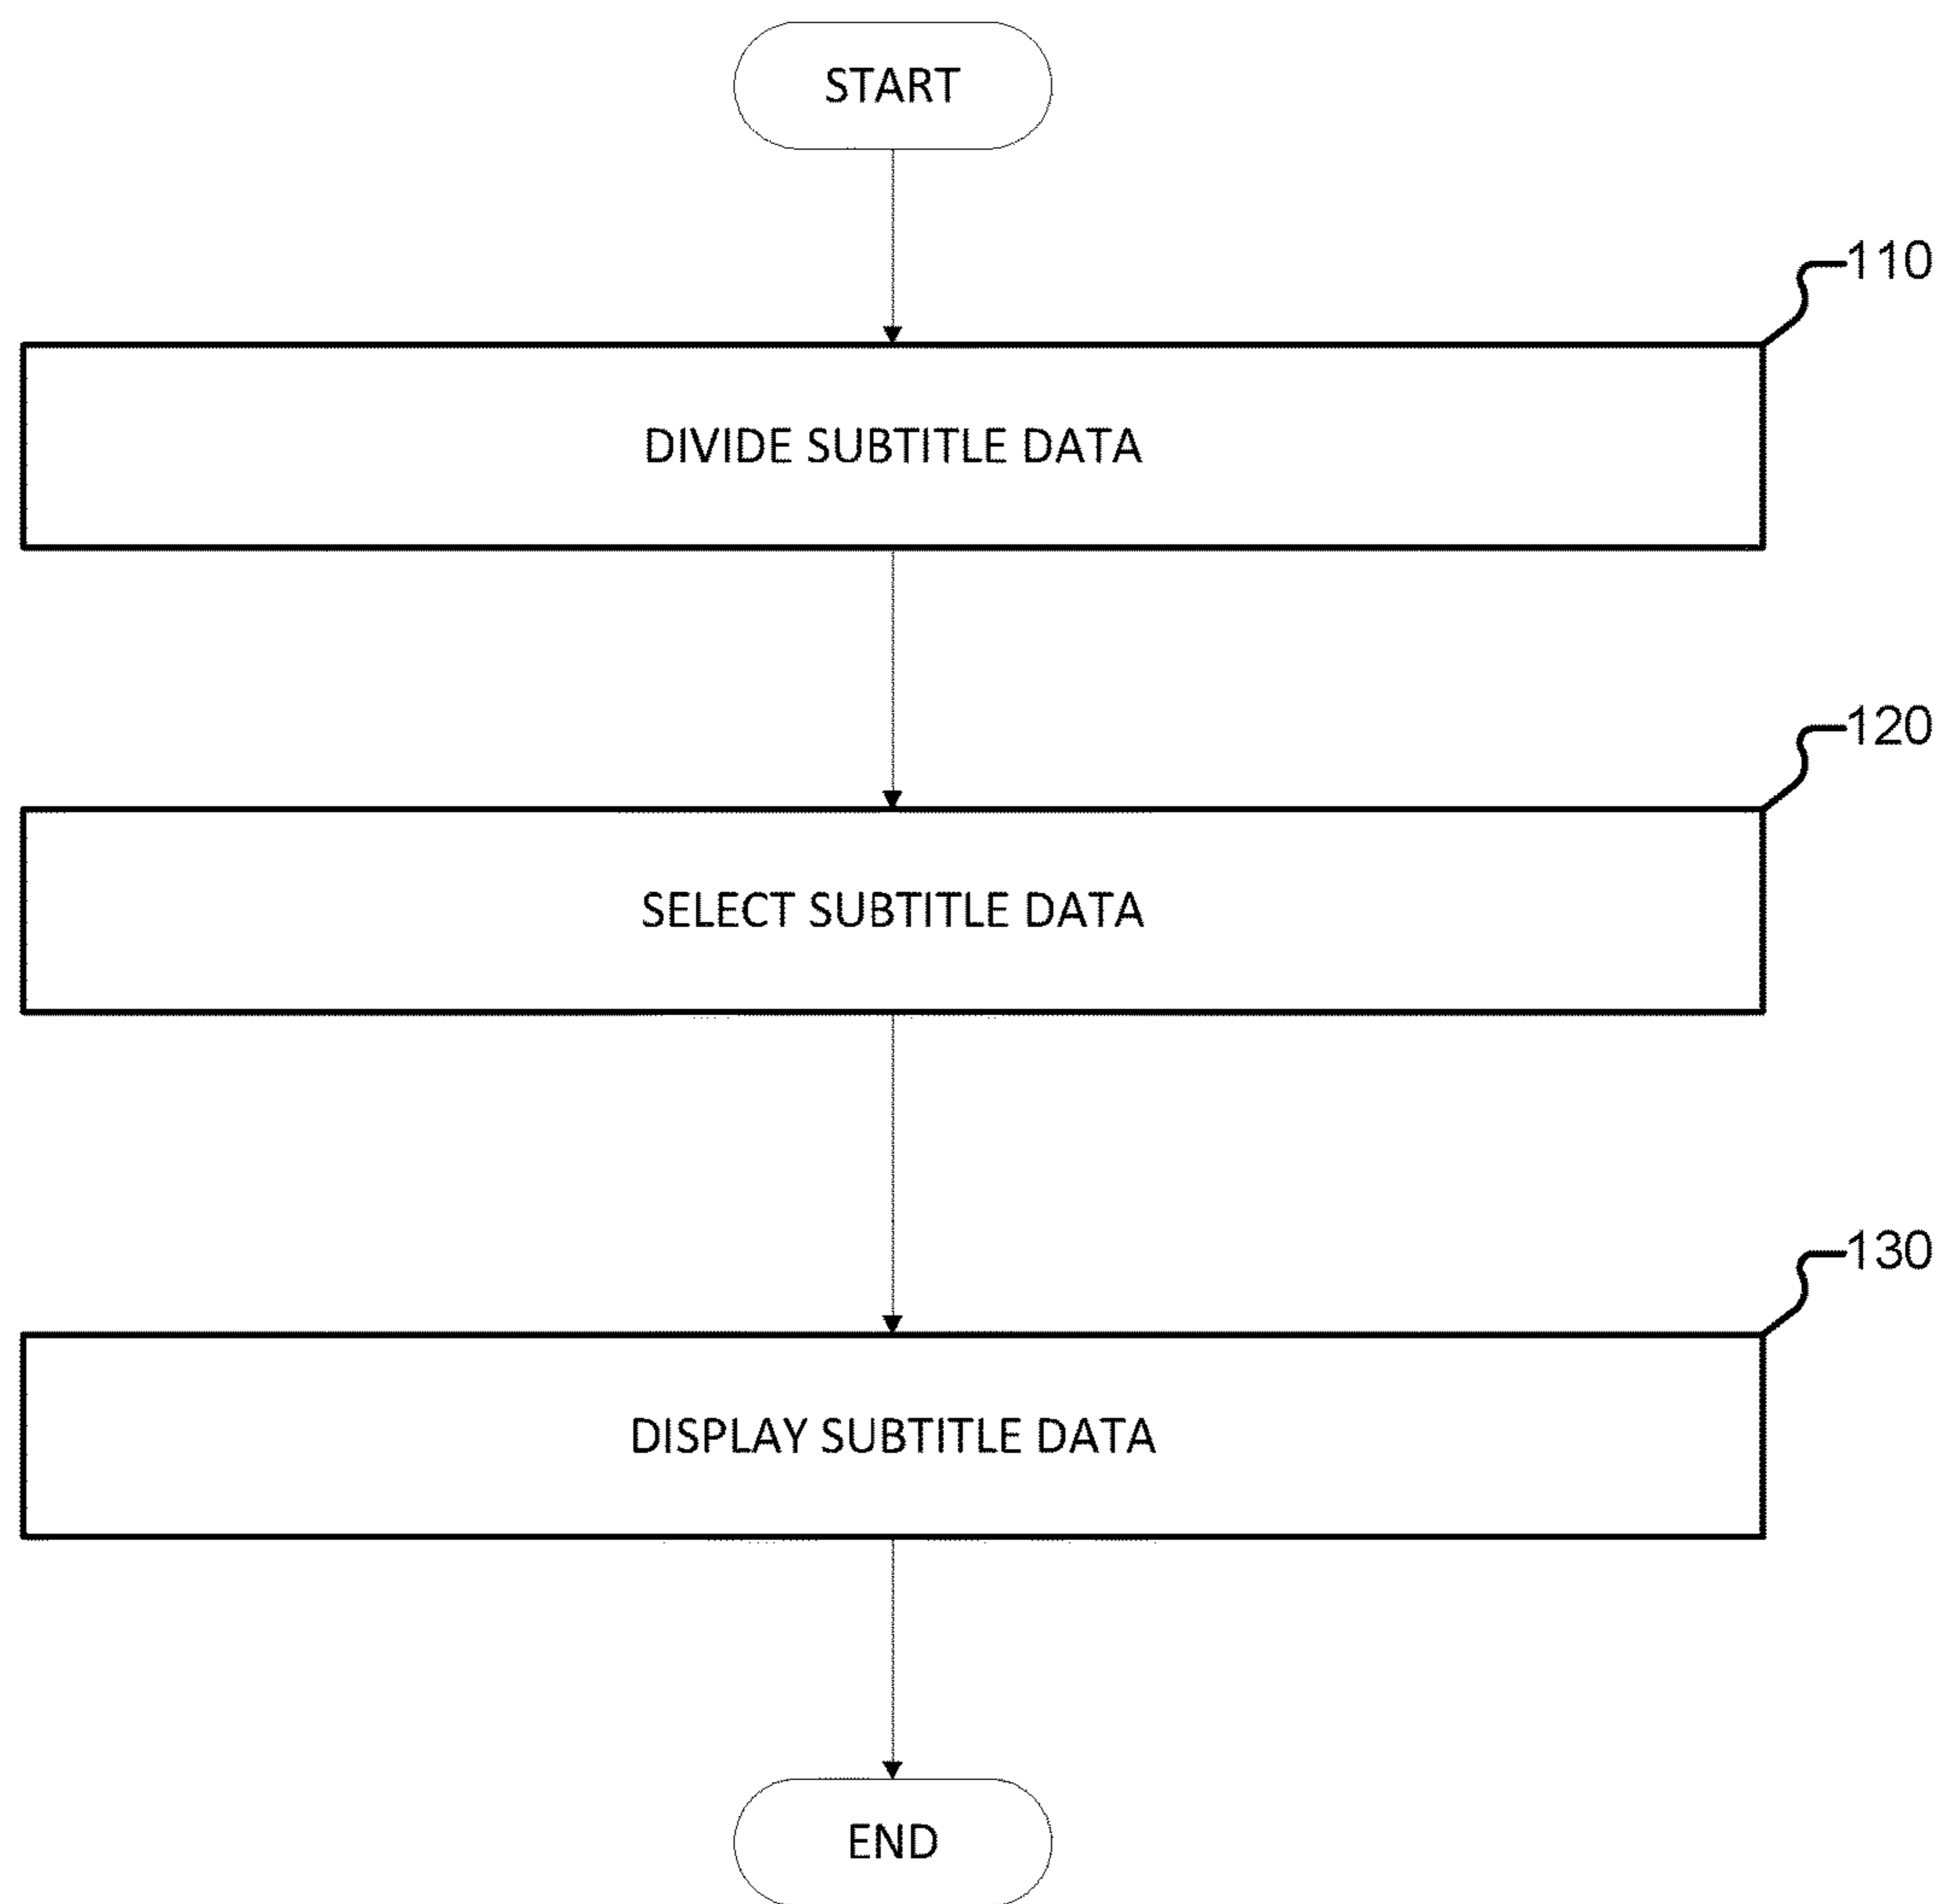 START
110
DIVIDE SUBTITLE DATA
120
SELECT SUBTITLE DATA
130
DISPLAY SUBTITLE DATA
END